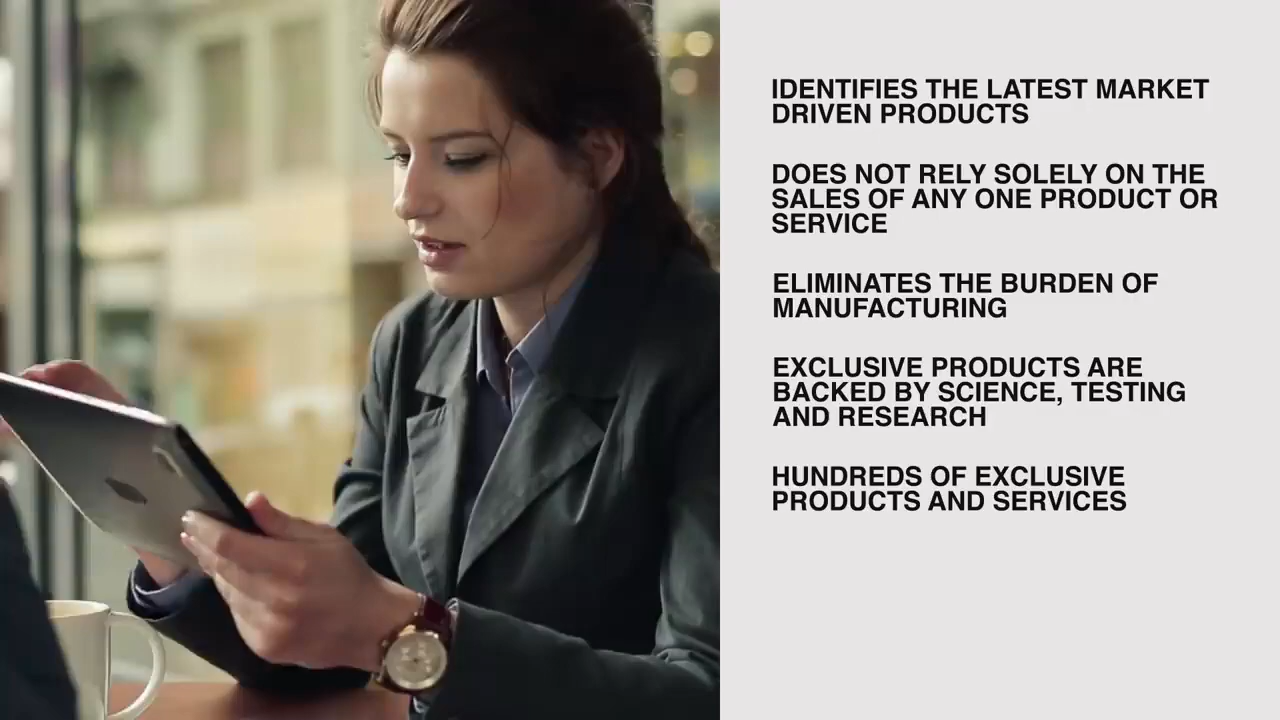 IDENTIFIES THE LATEST MARKET
DRIVEN PRODUCTS
DOES NOT RELY SOLELY ON THE
SALES OF ANY ONE PRODUCT OR
SERVICE
ELIMINATES THE BURDEN OF
MANUFACTURING
EXCLUSIVE PRODUCTS ARE
BACKED BY SCIENCE, TESTING
AND RESEARCH
HUNDREDS OF EXCLUSIVE
PRODUCTS AND SERVICES